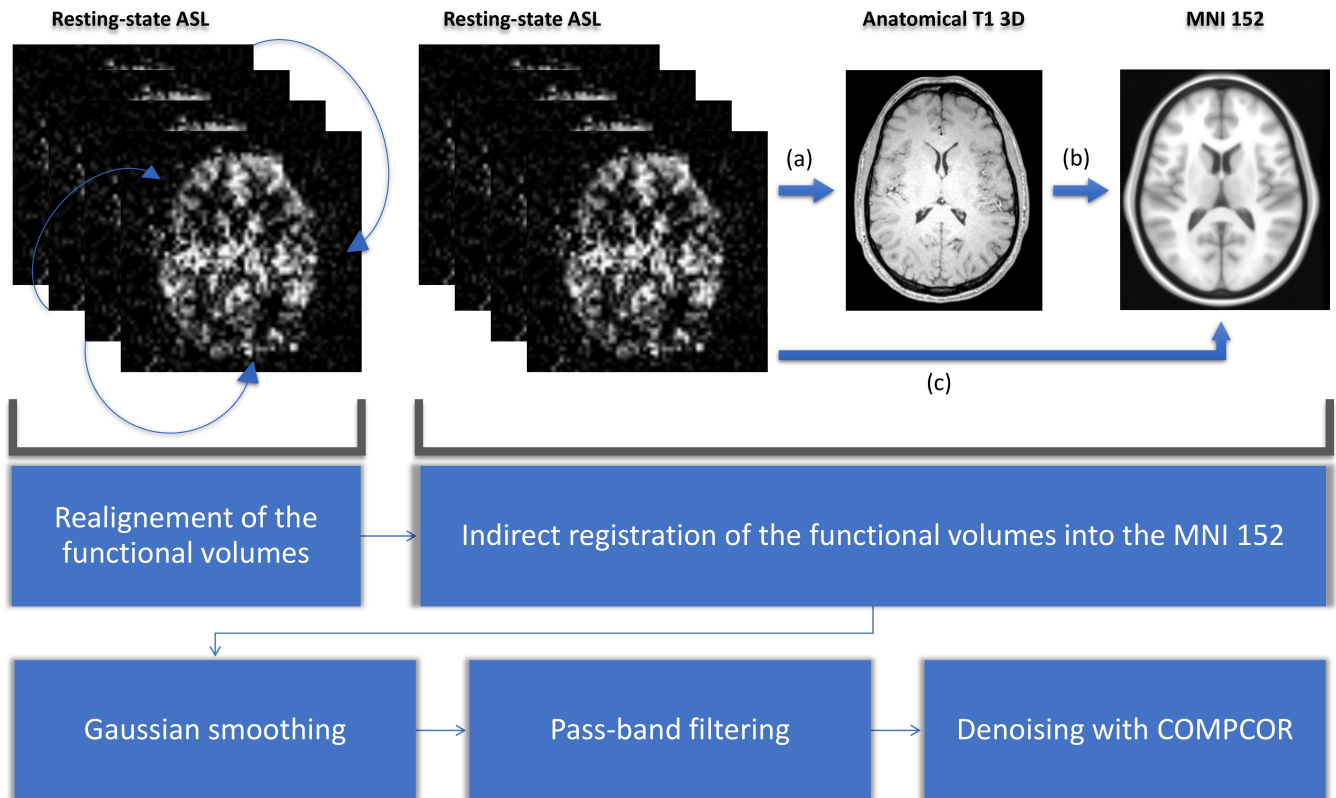 Resting-state ASL
Resting-state ASL
Anatomical T1 3D
MNI 152
(a)
(b)
(c)
Realignement of the
functional volumes
Indirect registration of the functional volumes into the MNI 152
Gaussian smoothing
Pass-band filtering
Denoising with COMPCOR